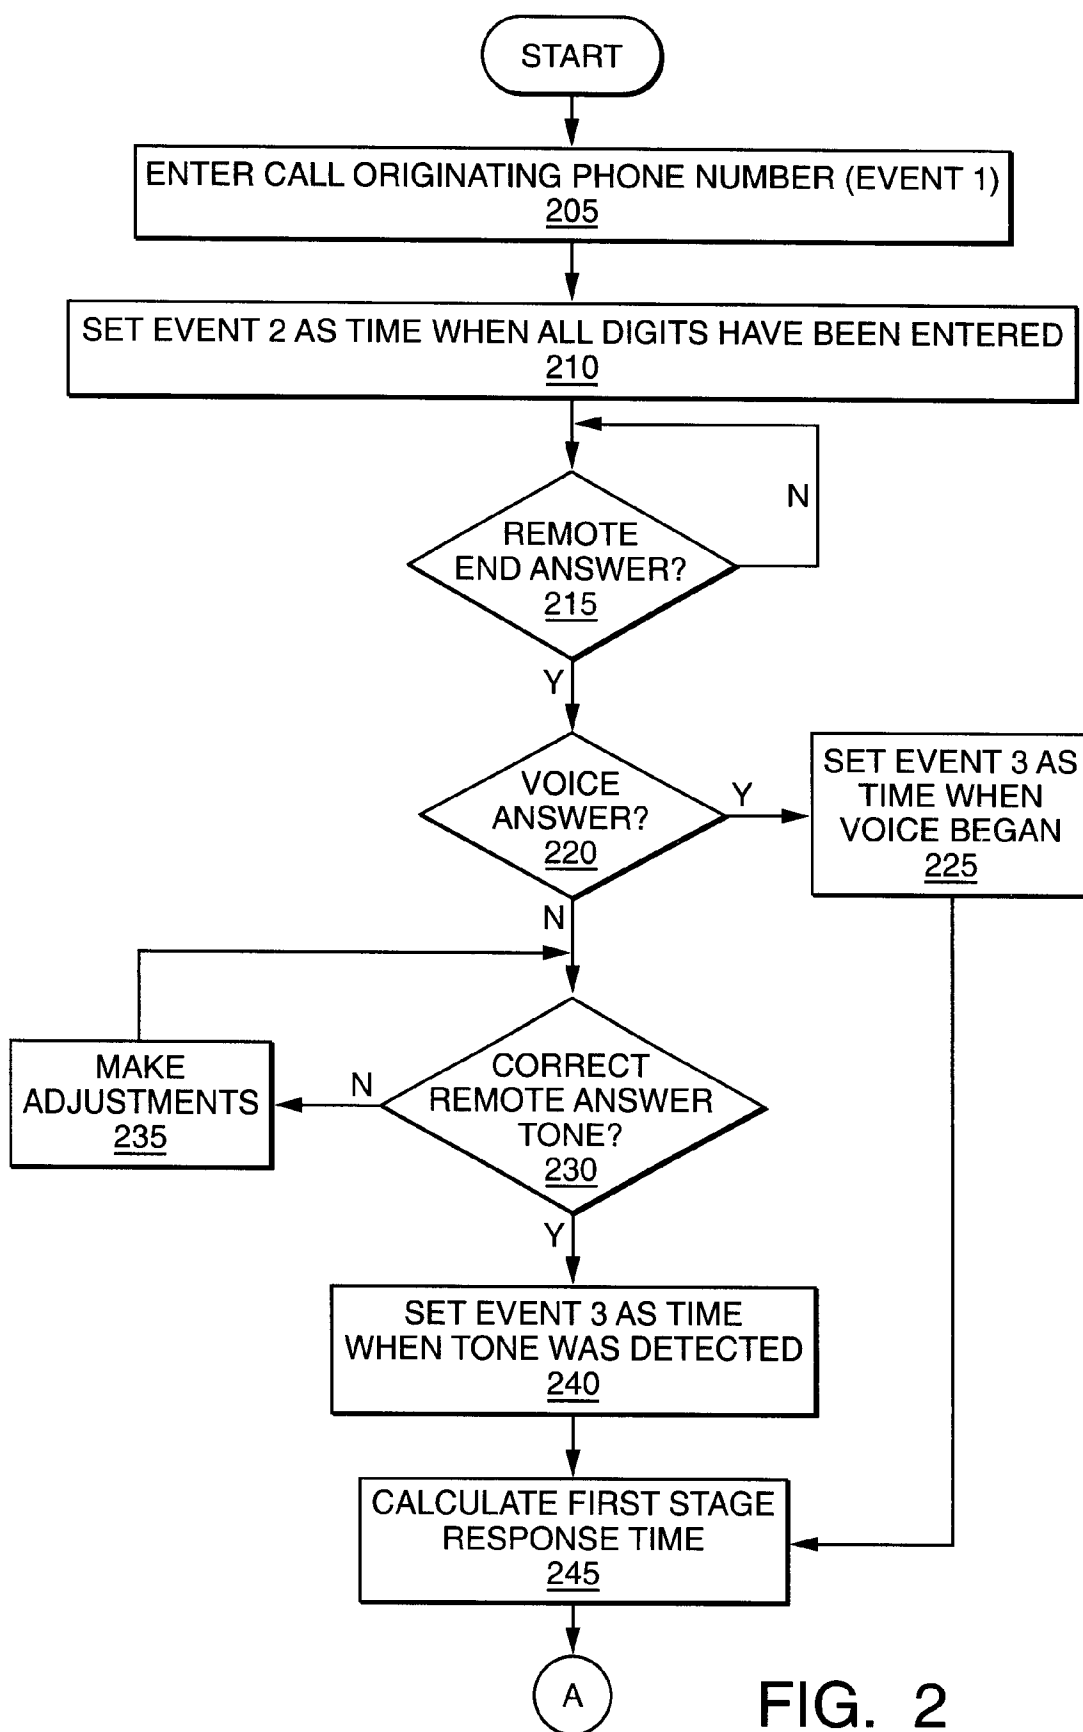 START
ENTER CALL ORIGINATING PHONE NUMBER (EVENT 1)
205
SET EVENT 2 AS TIME WHEN ALL DIGITS HAVE BEEN ENTERED
210
N
REMOTE
END ANSWER?
215
Y
VOICE
ANSWER?
220
Y
SET EVENT 3 AS
TIME WHEN
VOICE BEGAN
225
N
MAKE
ADJUSTMENTS
235
N
CORRECT
REMOTE ANSWER
TONE?
230
Y
SET EVENT 3 AS TIME
WHEN TONE WAS DETECTED
240
CALCULATE FIRST STAGE
RESPONSE TIME
245
A
FIG. 2